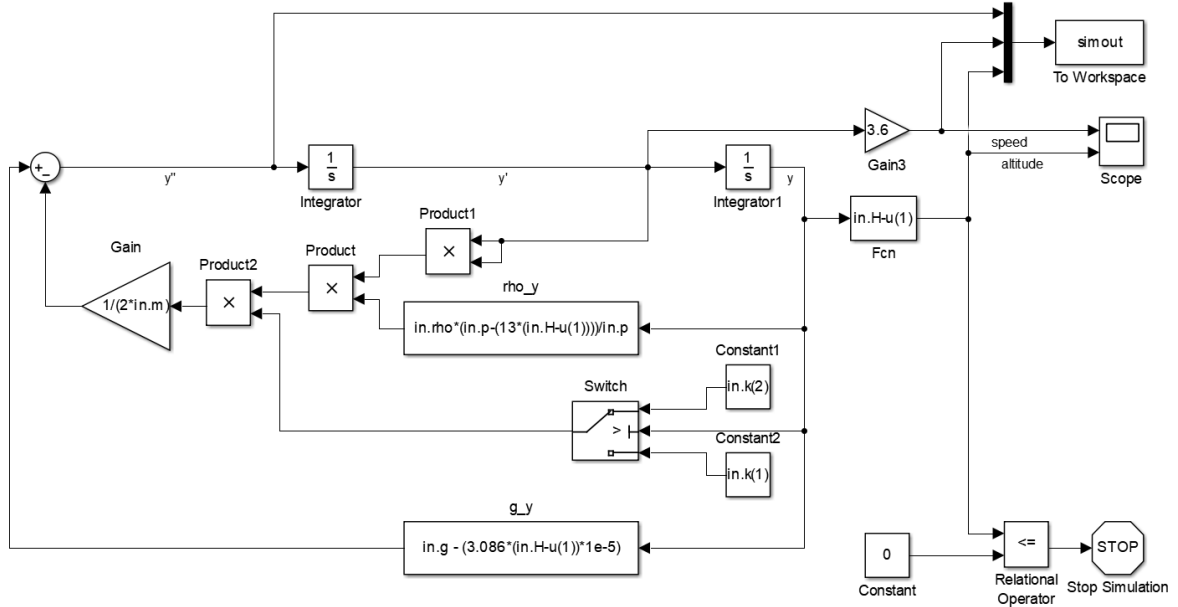 simout
To Workspace
3.6
Gain3
speed
altitude
Scope
+
−
y"
1
s
Integrator
y'
1
s
Integrator1
y
in.H-u(1)
Fcn
Product1
×
Gain
Product2
×
Product
×
1/(2*in.m)
rho_y
in.rho*(in.p-(13*(in.H-u(1))))/in.p
Constant1
in.k(2)
Switch
>
Constant2
in.k(1)
g_y
in.g - (3.086*(in.H-u(1))*1e-5)
0
Constant
<=
Relational
Operator
STOP
Stop Simulation